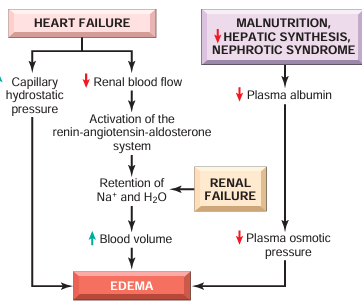 HEART FAILURE
MALNUTRITION,
HEPATIC SYNTHESIS,
NEPHROTIC SYNDROME
Capillary
hydrostatic
pressure
Renal blood flow
Activation of the
renin-angiotensin-aldosterone
system
Retention of
Na⁺ and H₂O
RENAL
FAILURE
Blood volume
Plasma albumin
Plasma osmotic
pressure
EDEMA